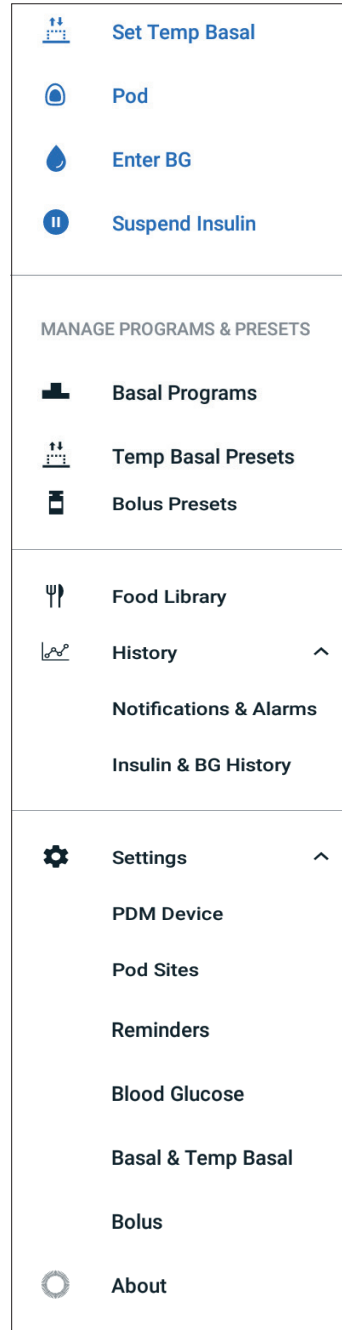 Set Temp Basal
Pod
Enter BG
Suspend Insulin
MANAGE PROGRAMS & PRESETS
Basal Programs
Temp Basal Presets
Bolus Presets
Food Library
History
Notifications & Alarms
Insulin & BG History
Settings
PDM Device
Pod Sites
Reminders
Blood Glucose
Basal & Temp Basal
Bolus
About